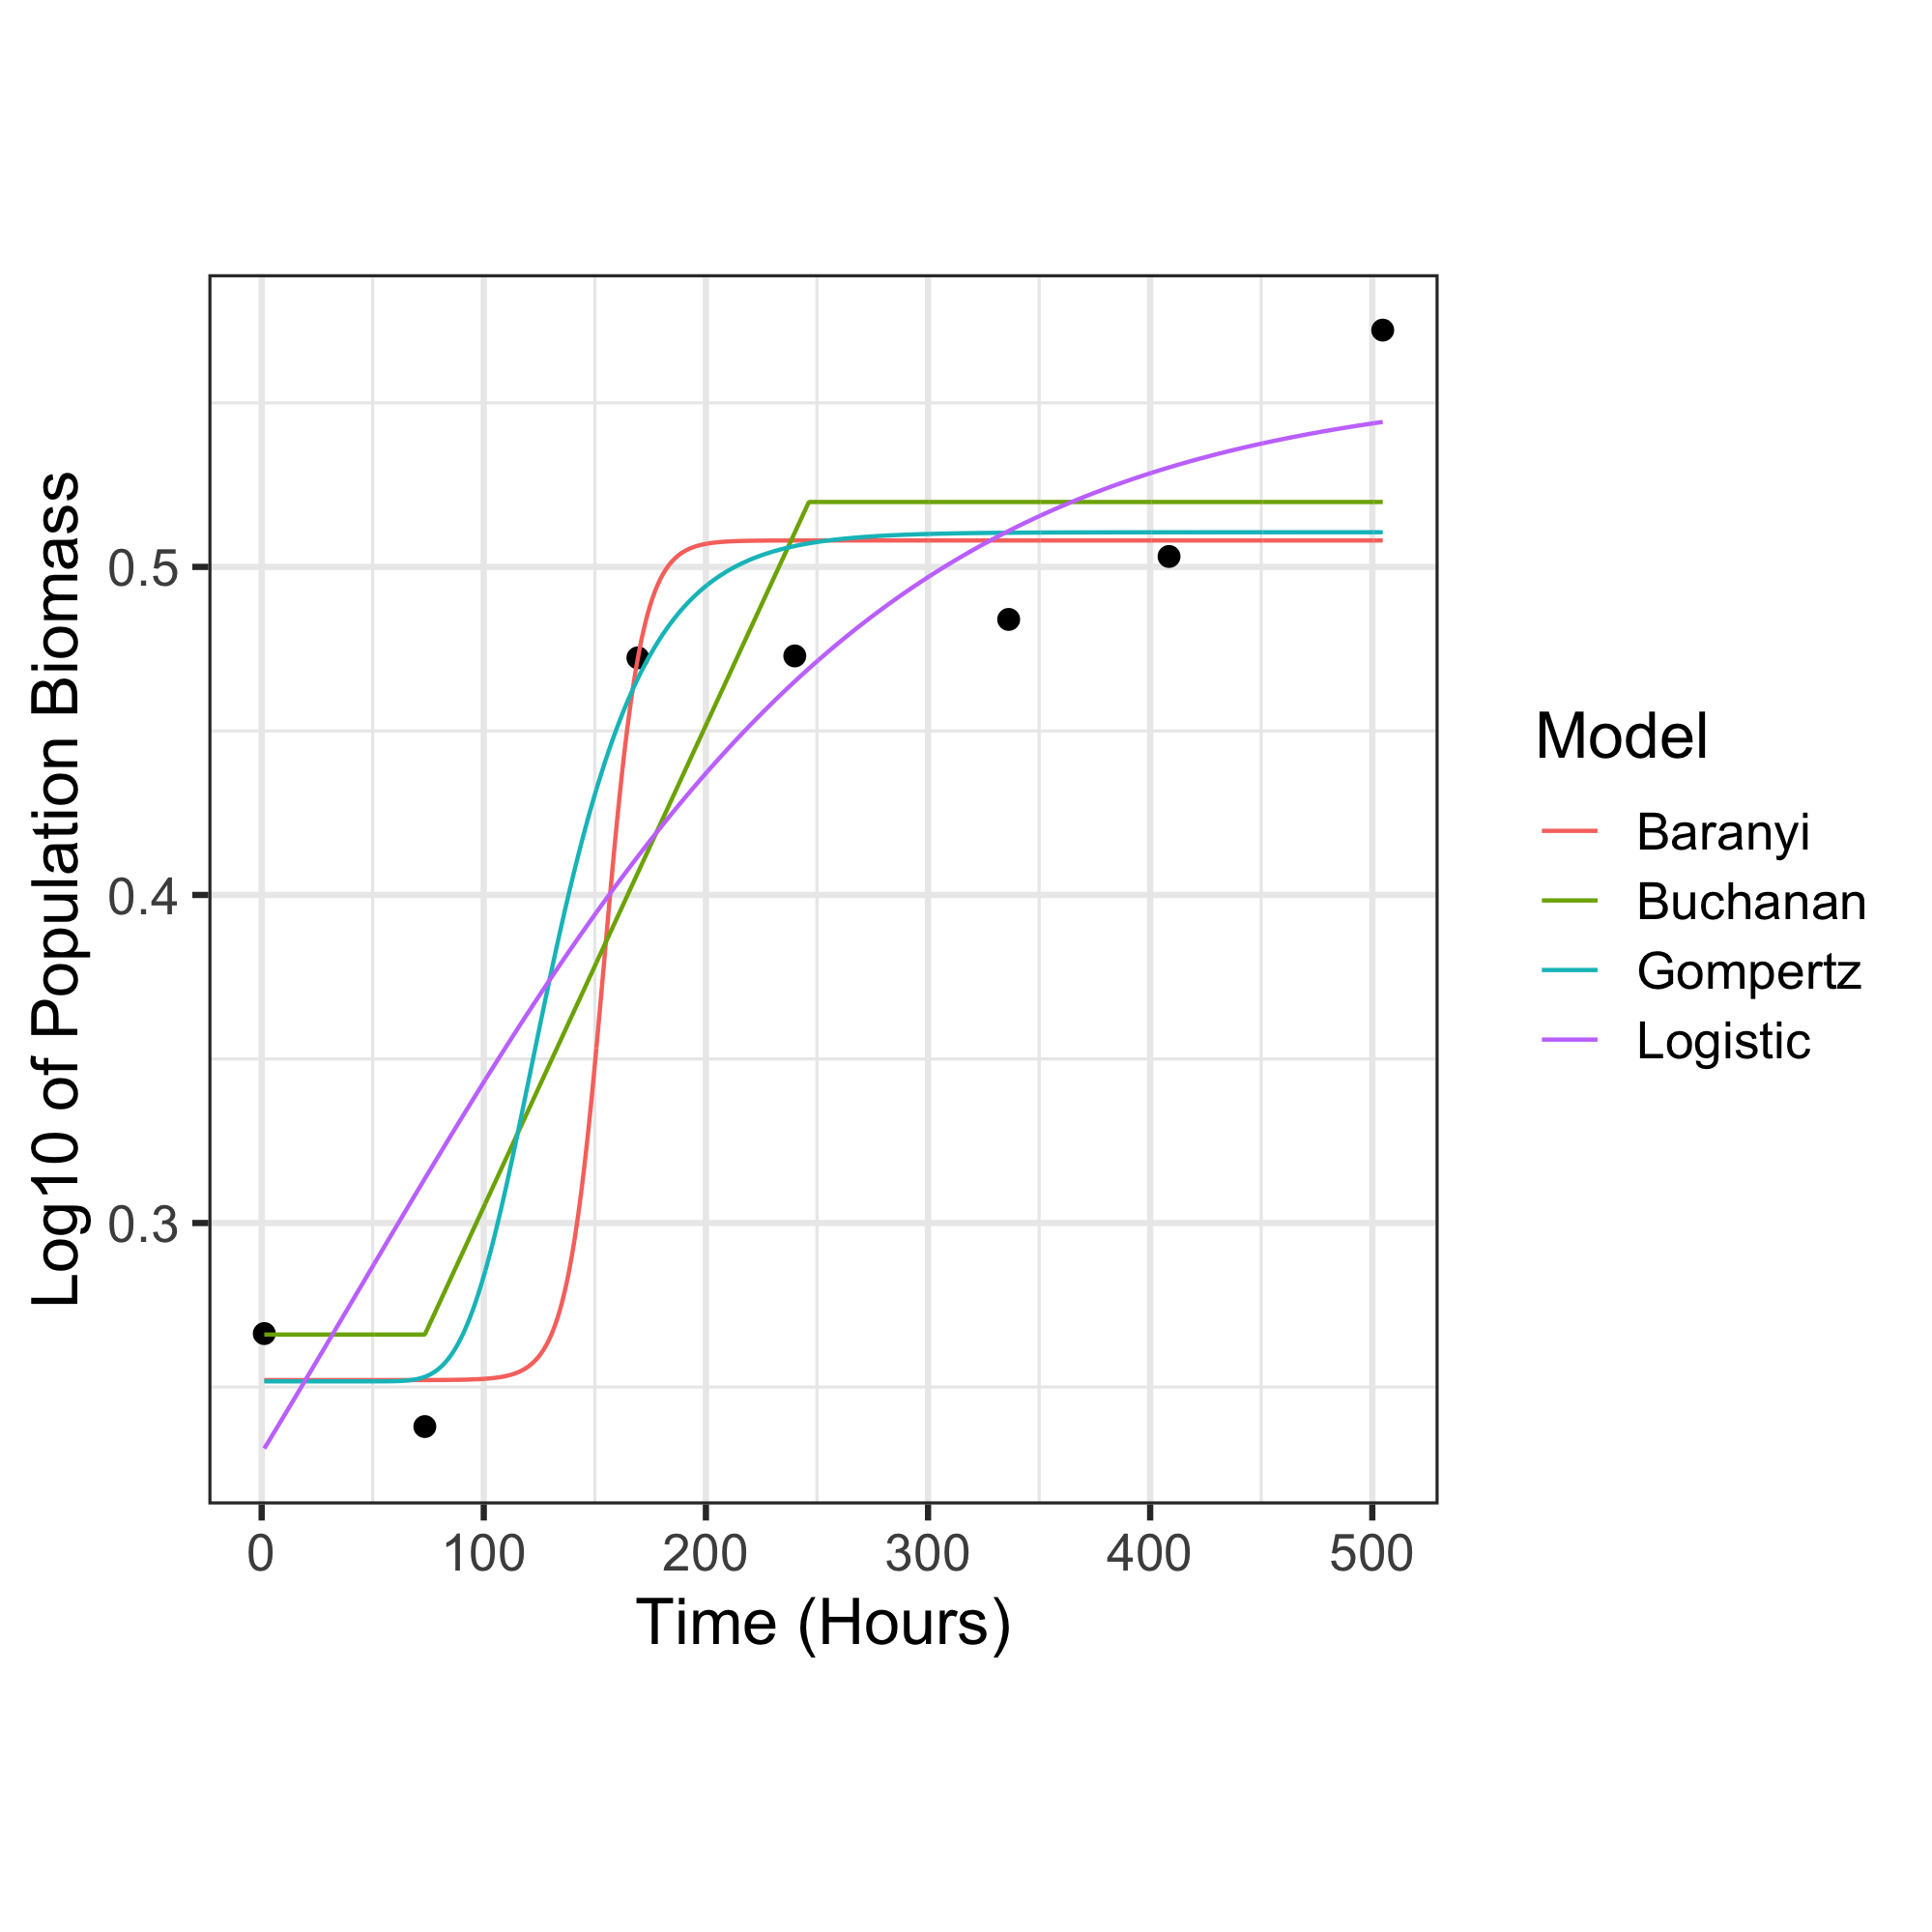 Log10 of Population Biomass
0.5
0.4
0.3
0 100 200 300 400 500
Time (Hours)
Model
Baranyi
Buchanan
Gompertz
Logistic